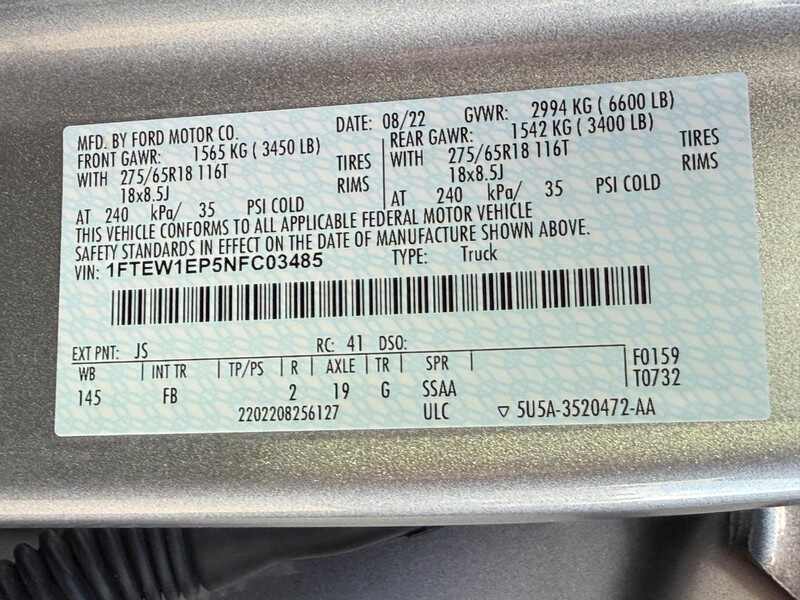 MFD. BY FORD MOTOR CO. DATE: 08/22 GVWR: 2994 KG ( 6600 LB)
FRONT GAWR: 1565 KG ( 3450 LB) REAR GAWR: 1542 KG ( 3400 LB)
WITH 275/65R18 116T TIRES WITH 275/65R18 116T TIRES
18x8.5J RIMS 18x8.5J RIMS
AT 240 kPa/ 35 PSI COLD AT 240 kPa/ 35 PSI COLD
THIS VEHICLE CONFORMS TO ALL APPLICABLE FEDERAL MOTOR VEHICLE
SAFETY STANDARDS IN EFFECT ON THE DATE OF MANUFACTURE SHOWN ABOVE.
VIN: 1FTEW1EP5NFC03485 TYPE: Truck
EXT PNT: JS RC: 41 DSO:
WB INT TR TP/PS R AXLE TR SPR F0159
145 FB 2 19 G SSAA T0732
2202208256127 ULC ▽ 5U5A-3520472-AA